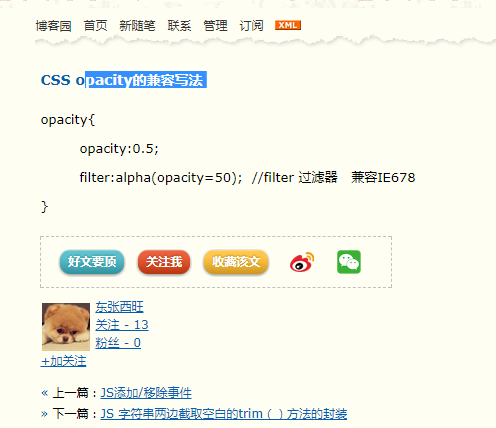 博客园 首页 新随笔 联系 管理 订阅 XML
CSS opacity的兼容写法
opacity{
opacity:0.5;
filter:alpha(opacity=50); //filter 过滤器 兼容IE678
}
好文要顶 关注我 收藏该文
东张西旺
关注 - 13
粉丝 - 0
+加关注
« 上一篇：JS添加/移除事件
» 下一篇：JS 字符串两边截取空白的trim（）方法的封装